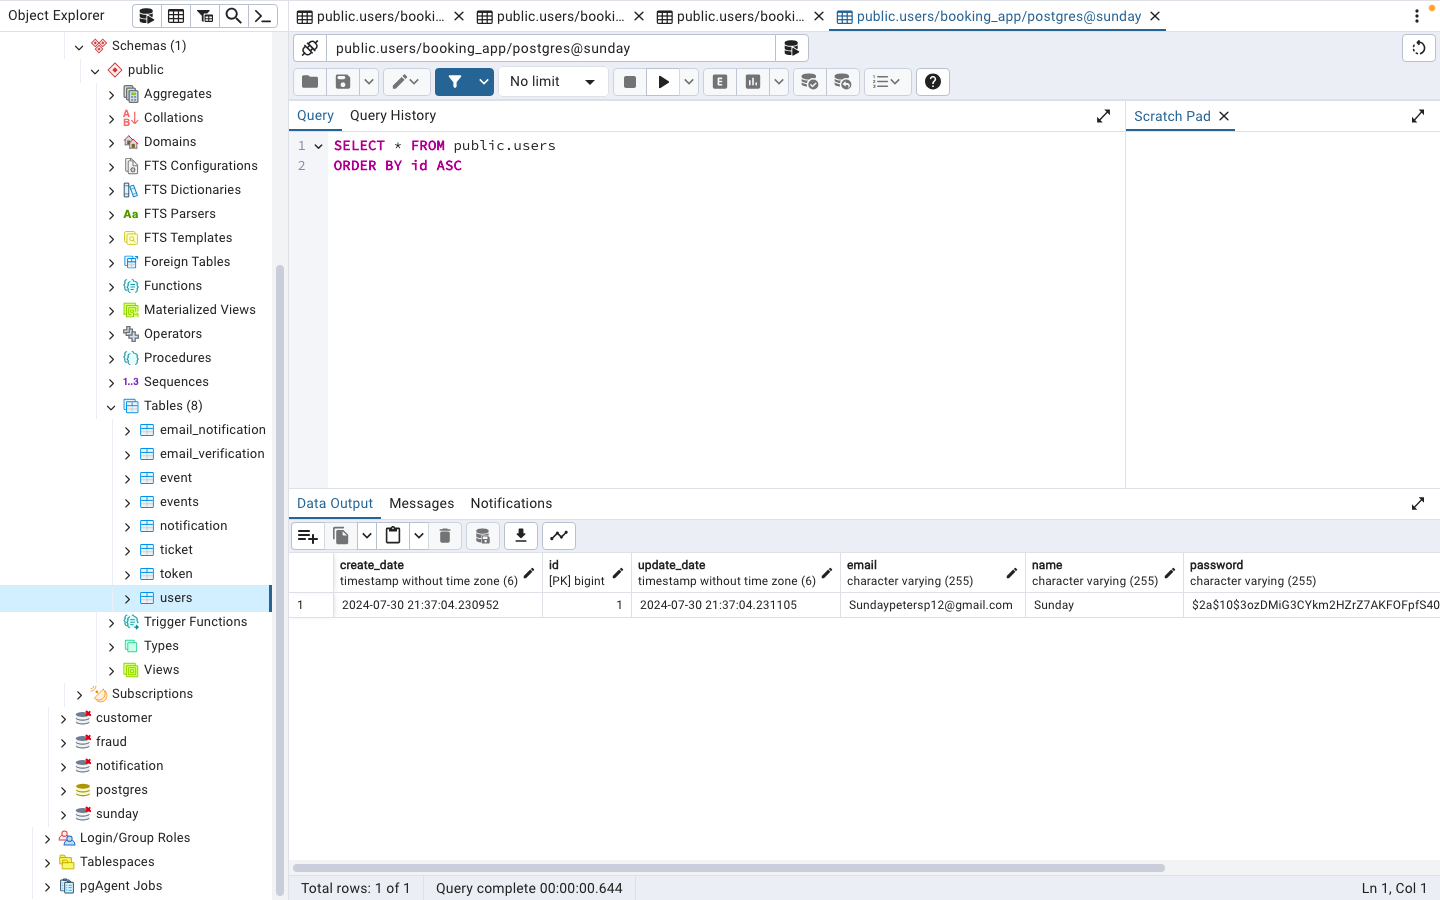 Object Explorer
public.users/booki...
public.users/booki...
public.users/booki...
public.users/booking_app/postgres@sunday
Schemas (1)
public
Aggregates
Collations
Domains
FTS Configurations
FTS Dictionaries
Aa FTS Parsers
FTS Templates
Foreign Tables
Functions
Materialized Views
Operators
Procedures
1..3 Sequences
Tables (8)
email_notification
email_verification
event
events
notification
ticket
token
users
Trigger Functions
Types
Views
Subscriptions
customer
fraud
notification
postgres
sunday
Login/Group Roles
Tablespaces
pgAgent Jobs
public.users/booking_app/postgres@sunday
No limit
E
Query
Query History
Scratch Pad
1 SELECT * FROM public.users
2 ORDER BY id ASC
Data Output
Messages
Notifications
create_date
timestamp without time zone (6)
id
[PK] bigint
update_date
timestamp without time zone (6)
email
character varying (255)
name
character varying (255)
password
character varying (255)
1 2024-07-30 21:37:04.230952 1 2024-07-30 21:37:04.231105 Sundaypetersp12@gmail.com Sunday $2a$10$3ozDMiG3CYkm2HZrZ7AKFOFpfS40
Total rows: 1 of 1
Query complete 00:00:00.644
Ln 1, Col 1